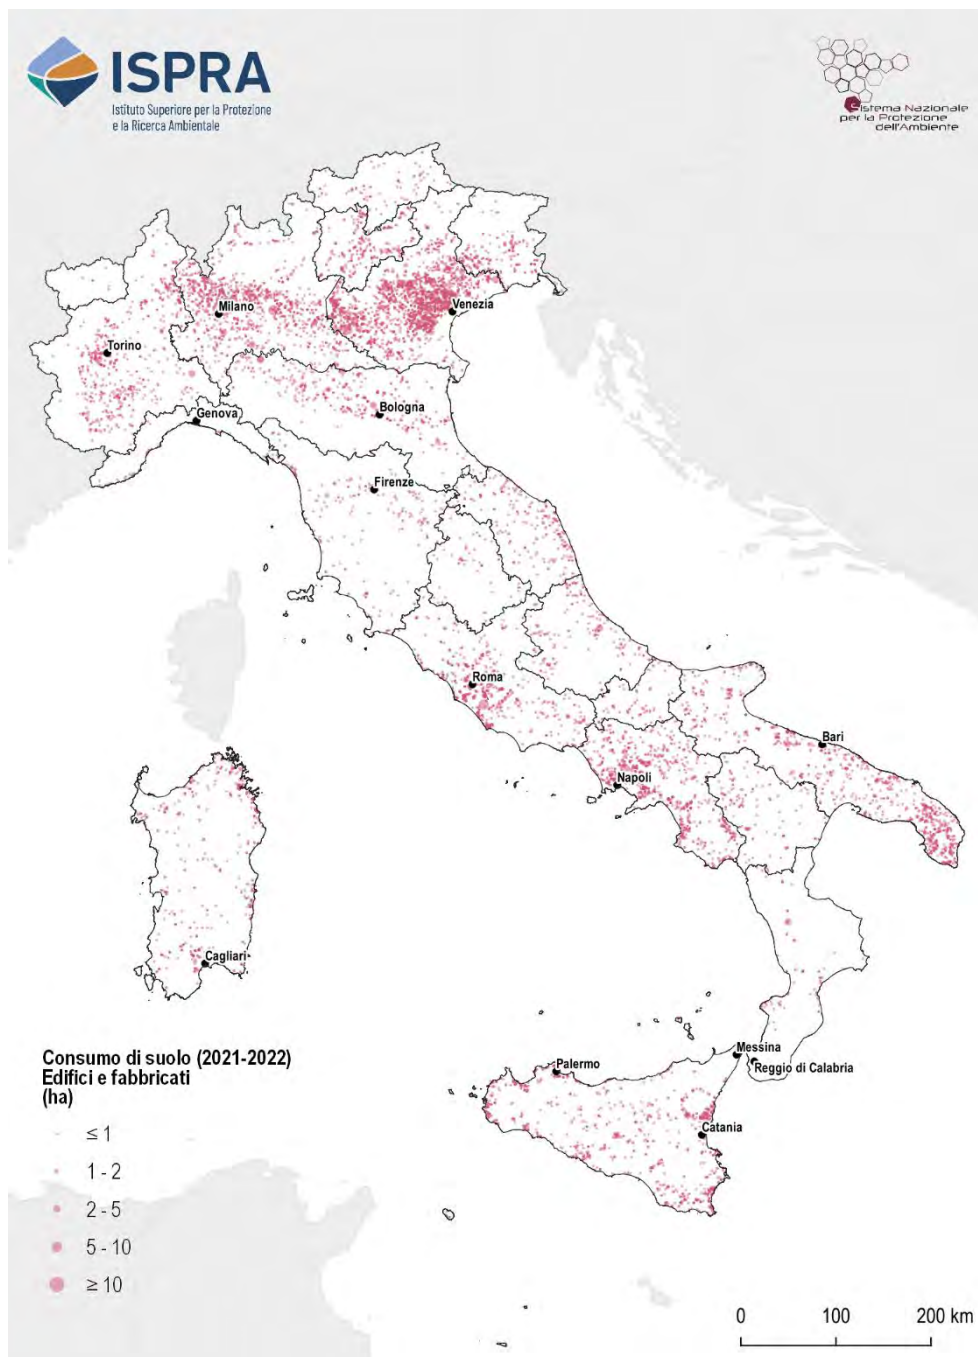 ISPRA
Istituto Superiore per la Protezione
e la Ricerca Ambientale
Sistema Nazionale
per la Protezione
dell'Ambiente
Milano
Venezia
Torino
Genova
Bologna
Firenze
Roma
Bari
Napoli
Cagliari
Messina
Palermo
Reggio di Calabria
Catania
Consumo di suolo (2021-2022)
Edifici e fabbricati
(ha)
≤ 1
1 - 2
2 - 5
5 - 10
≥ 10
0 100 200 km